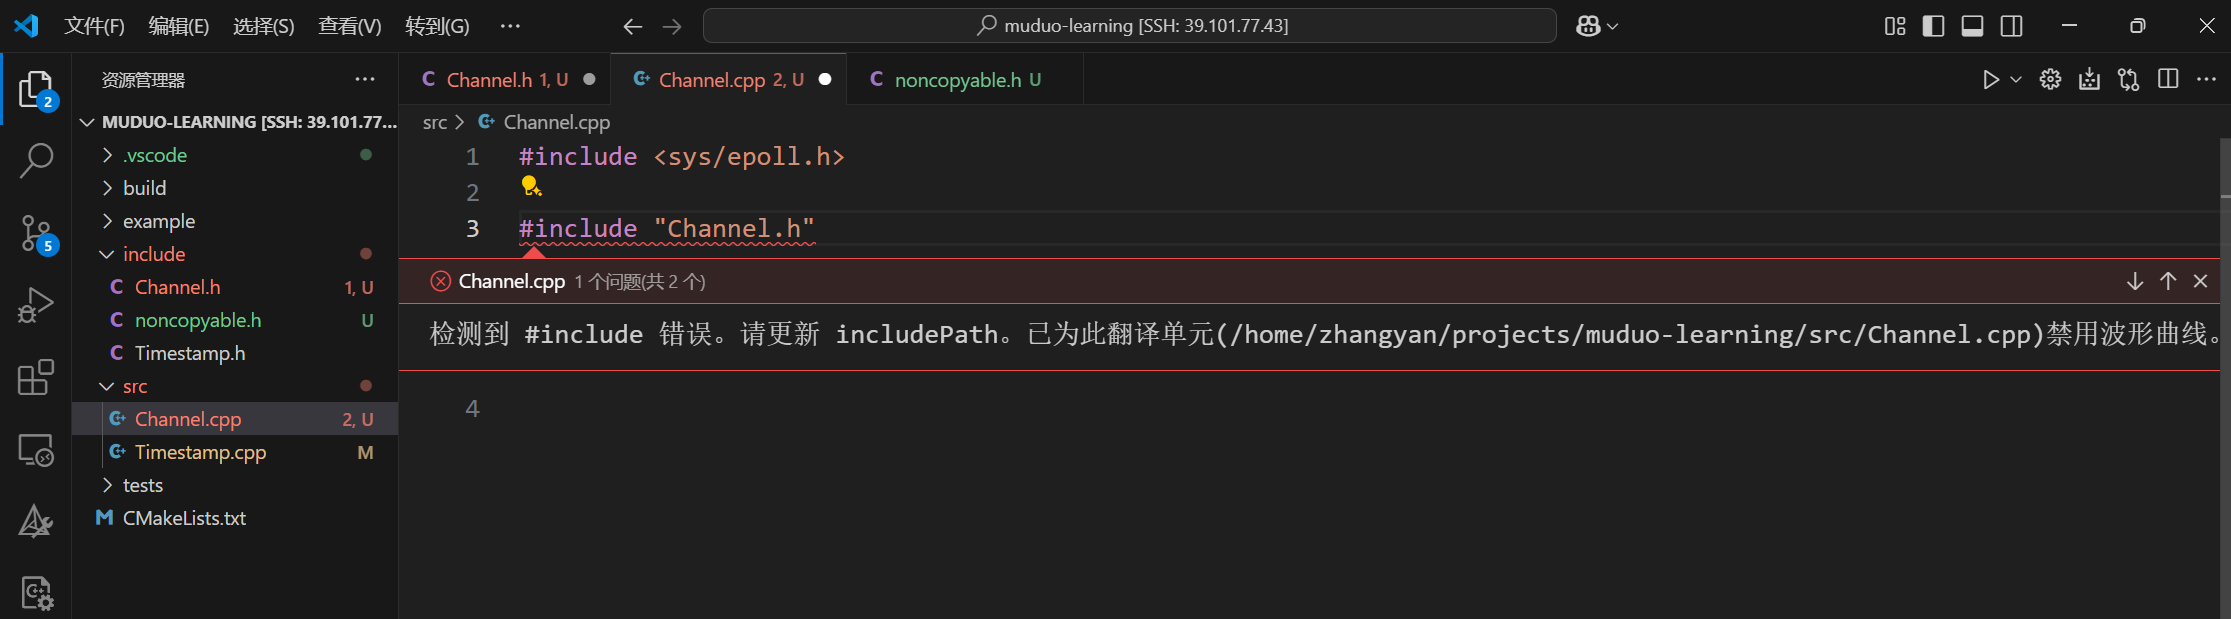 文件(F) 编辑(E) 选择(S) 查看(V) 转到(G) ··· muduo-learning [SSH: 39.101.77.43]
资源管理器 ···
2
5
MUDUO-LEARNING [SSH: 39.101.77...
.vscode
build
example
include
Channel.h 1, U
noncopyable.h U
Timestamp.h
src
Channel.cpp 2, U
Timestamp.cpp M
tests
CMakeLists.txt
Channel.h 1, U Channel.cpp 2, U noncopyable.h U
src > Channel.cpp
1 #include <sys/epoll.h>
2
3 #include "Channel.h"
Channel.cpp 1 个问题(共 2 个)
检测到 #include 错误。请更新 includePath。已为此翻译单元(/home/zhangyan/projects/muduo-learning/src/Channel.cpp)禁用波形曲线。
4